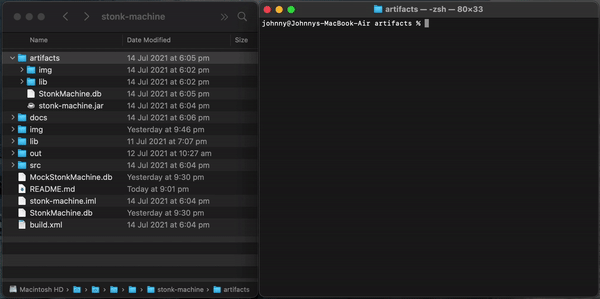 stonk-machine
Name Date Modified Size
artifacts 14 Jul 2021 at 6:05 pm
img 14 Jul 2021 at 6:02 pm
lib 14 Jul 2021 at 6:02 pm
StonkMachine.db 14 Jul 2021 at 6:05 pm
stonk-machine.jar 14 Jul 2021 at 6:04 pm
docs 14 Jul 2021 at 6:06 pm
img Yesterday at 9:46 pm
lib 11 Jul 2021 at 7:07 pm
out 12 Jul 2021 at 10:27 am
src 14 Jul 2021 at 6:04 pm
MockStonkMachine.db Yesterday at 9:30 pm
README.md Today at 9:01 pm
stonk-machine.iml 14 Jul 2021 at 6:04 pm
StonkMachine.db Yesterday at 9:30 pm
build.xml 14 Jul 2021 at 6:04 pm
Macintosh HD › › › › › stonk-machine › artifacts
artifacts — -zsh — 80×33
johnny@Johnnys-MacBook-Air artifacts %